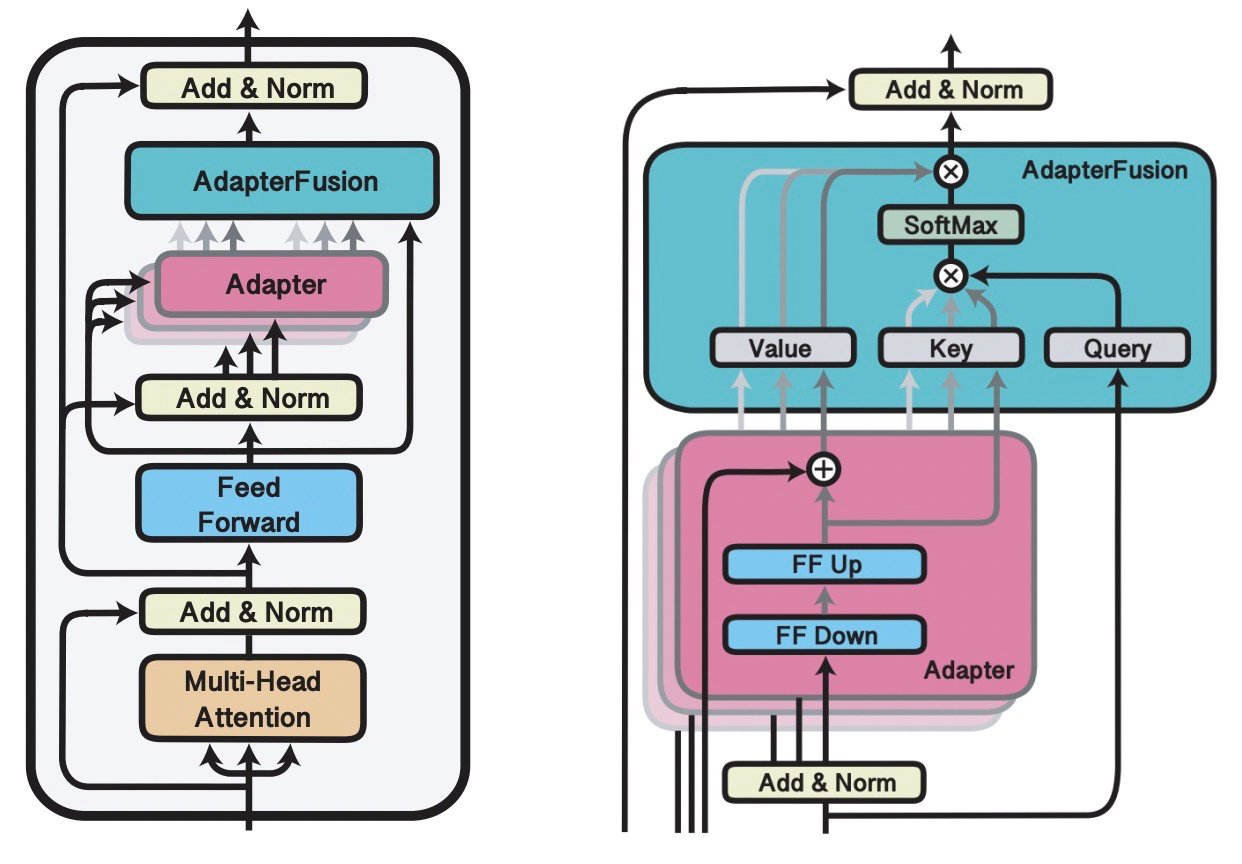 Add & Norm
AdapterFusion
Adapter
Add & Norm
Feed
Forward
Add & Norm
Multi-Head
Attention
Add & Norm
AdapterFusion
SoftMax
Value
Key
Query
FF Up
FF Down
Adapter
Add & Norm